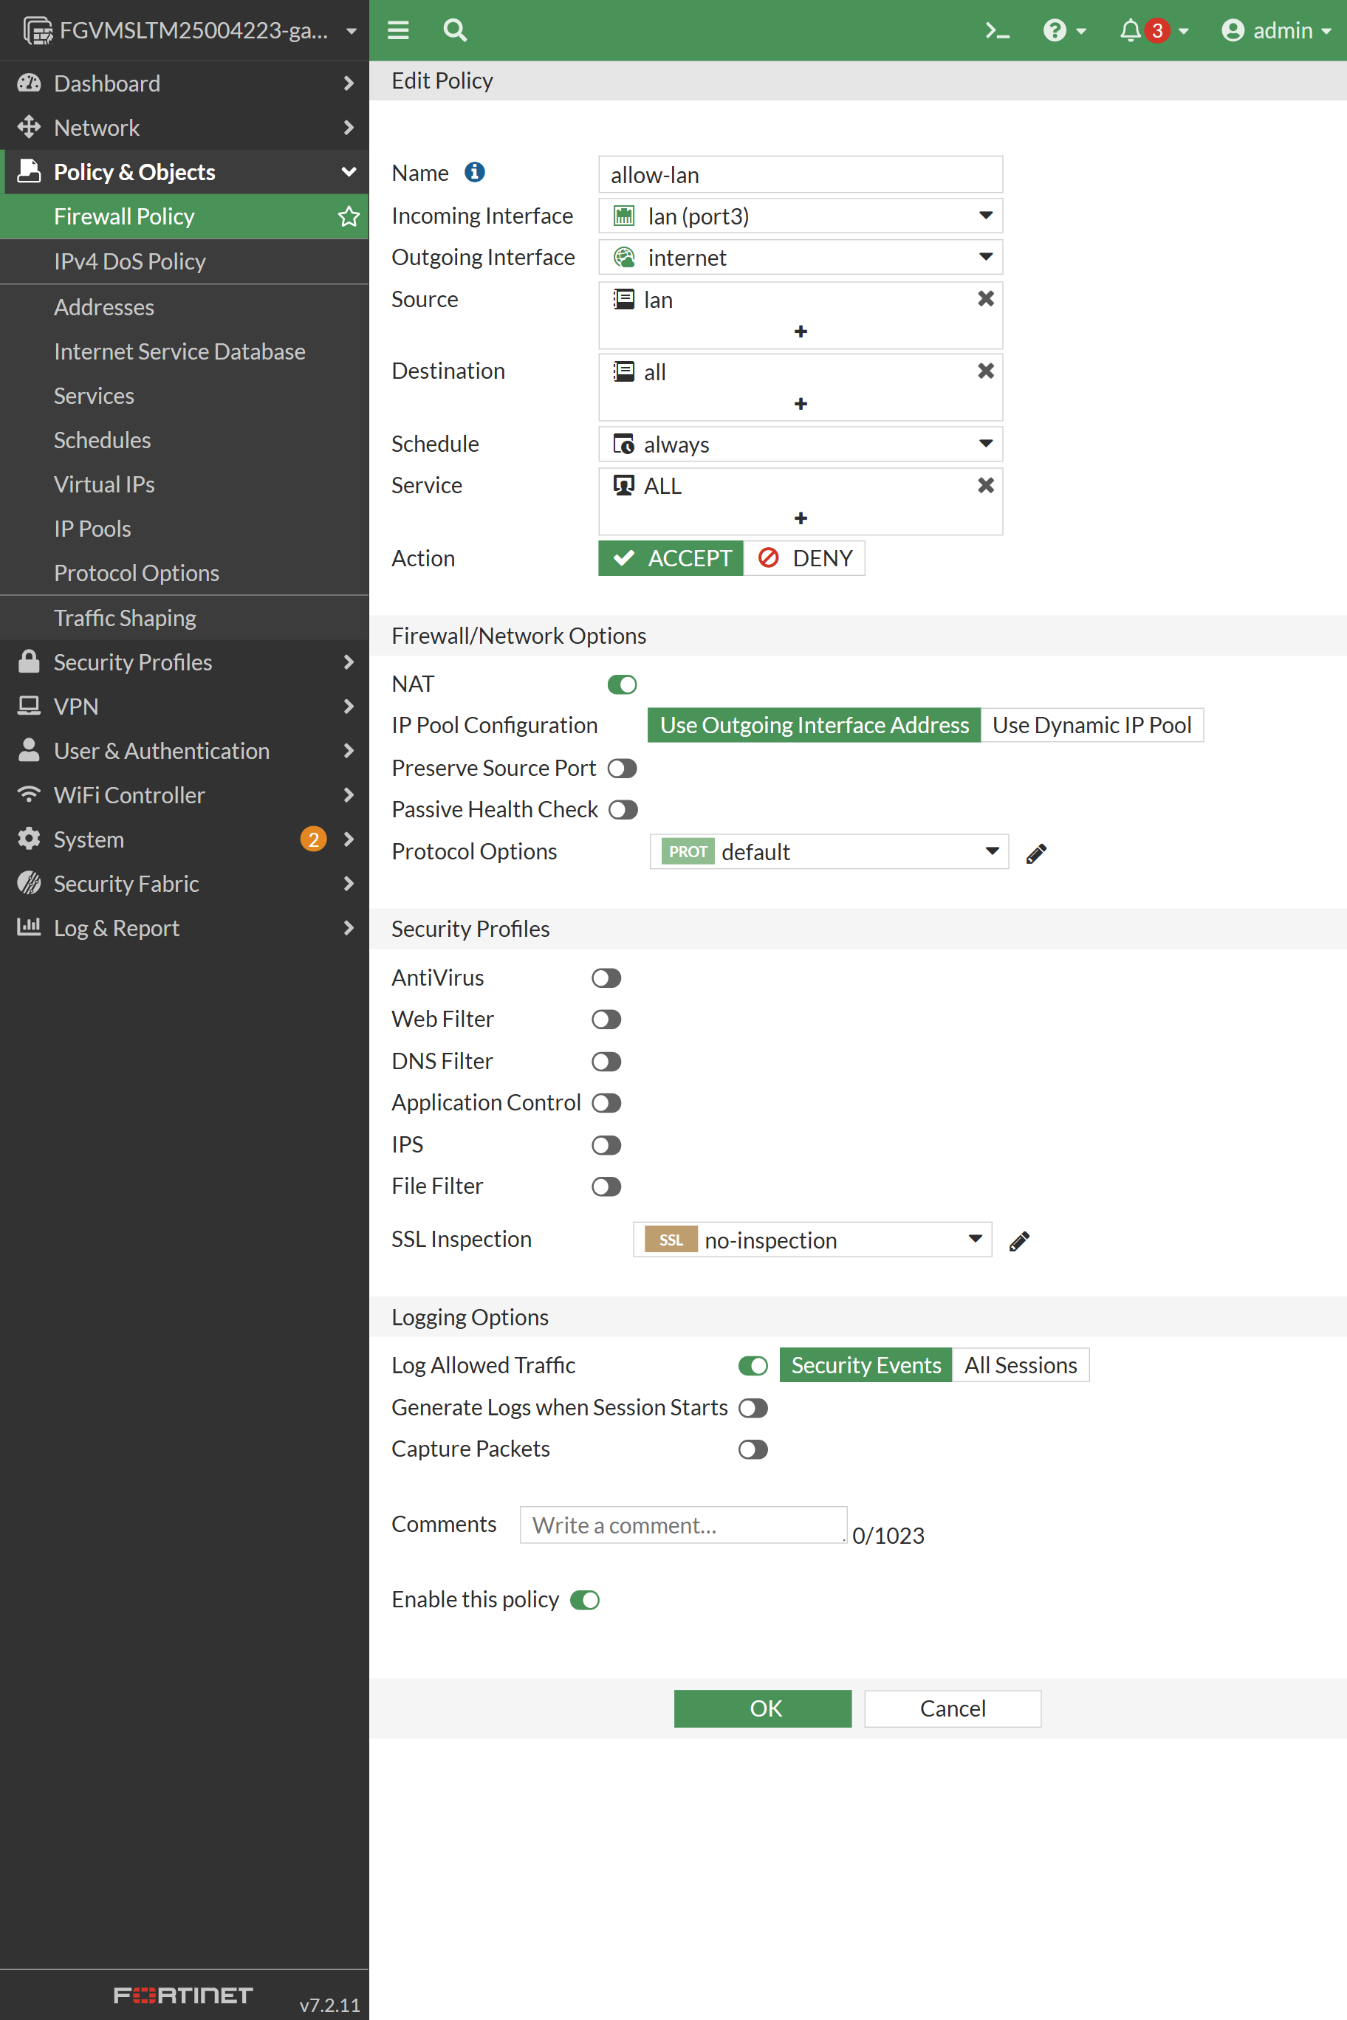 FGVMSLTM25004223-ga...
3
admin
Dashboard
Network
Policy & Objects
Firewall Policy
IPv4 DoS Policy
Addresses
Internet Service Database
Services
Schedules
Virtual IPs
IP Pools
Protocol Options
Traffic Shaping
Security Profiles
VPN
User & Authentication
WiFi Controller
System 2
Security Fabric
Log & Report
FORTINET v7.2.11
Edit Policy
Name allow-lan
Incoming Interface lan (port3)
Outgoing Interface internet
Source lan
Destination all
Schedule always
Service ALL
Action ACCEPT DENY
Firewall/Network Options
NAT
IP Pool Configuration Use Outgoing Interface Address Use Dynamic IP Pool
Preserve Source Port
Passive Health Check
Protocol Options PROT default
Security Profiles
AntiVirus
Web Filter
DNS Filter
Application Control
IPS
File Filter
SSL Inspection SSL no-inspection
Logging Options
Log Allowed Traffic Security Events All Sessions
Generate Logs when Session Starts
Capture Packets
Comments Write a comment... 0/1023
Enable this policy
OK Cancel